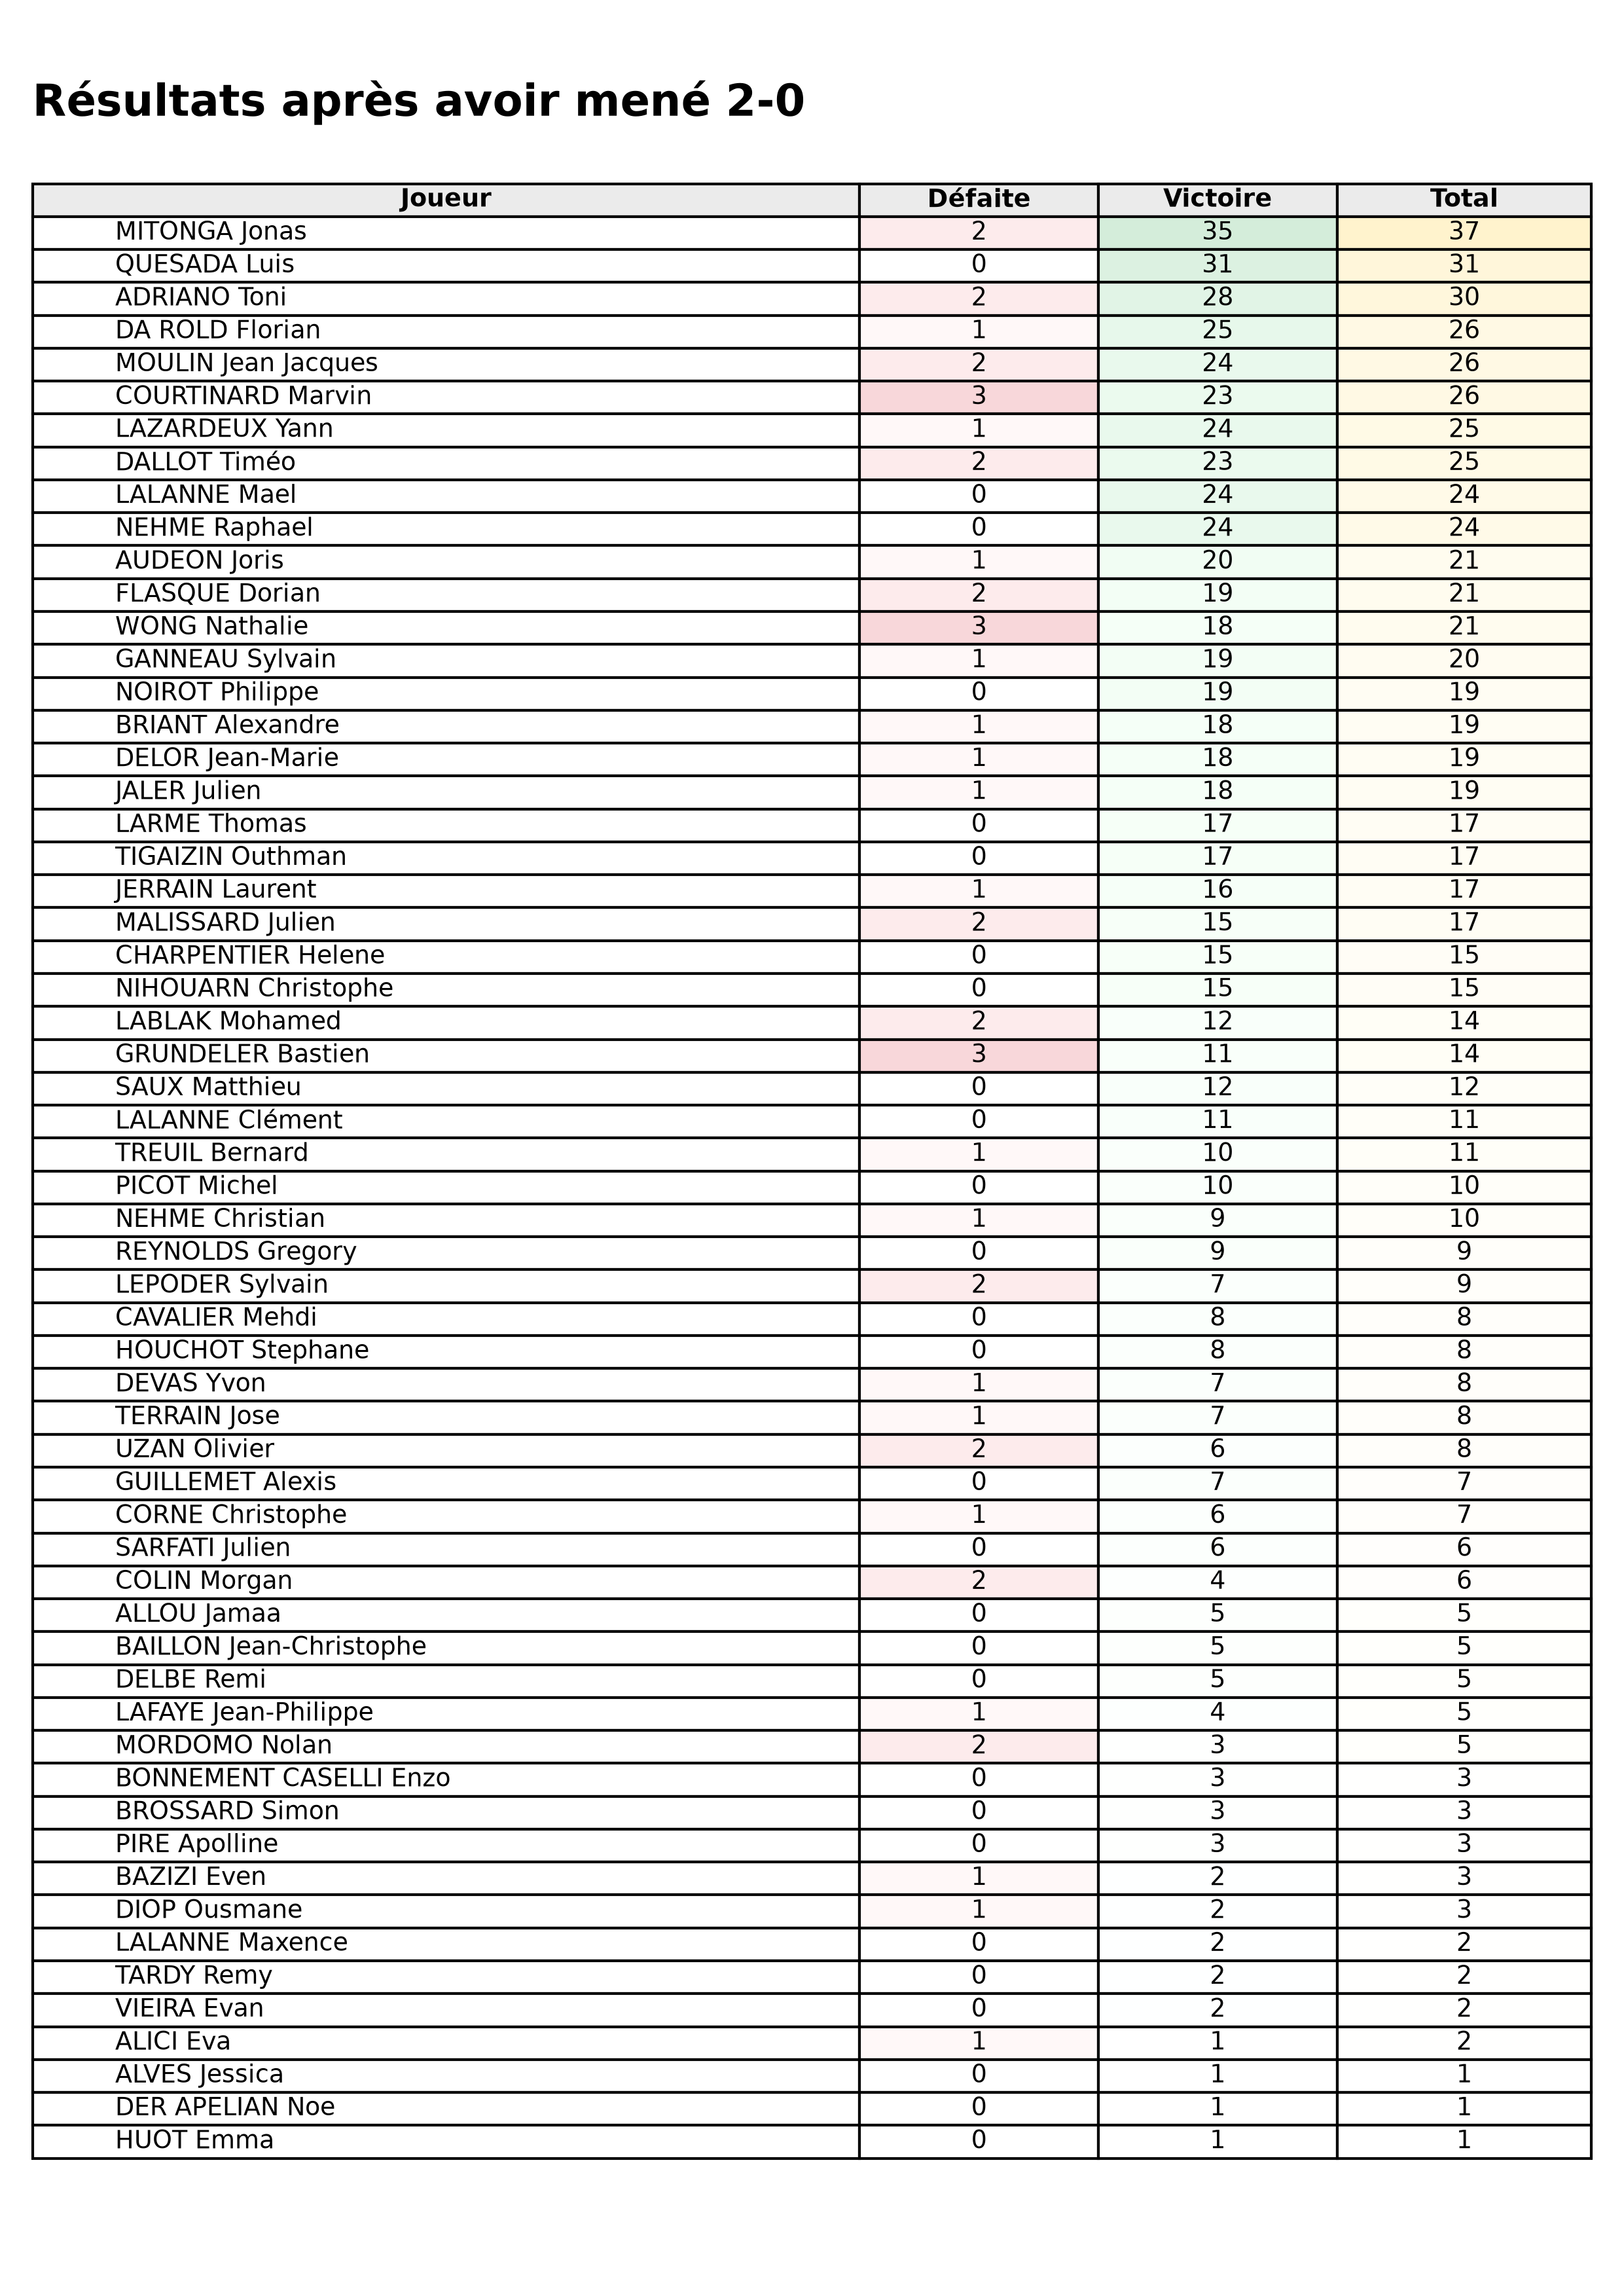 Résultats après avoir mené 2-0
Joueur Défaite Victoire Total
MITONGA Jonas 2 35 37
QUESADA Luis 0 31 31
ADRIANO Toni 2 28 30
DA ROLD Florian 1 25 26
MOULIN Jean Jacques 2 24 26
COURTINARD Marvin 3 23 26
LAZARDEUX Yann 1 24 25
DALLOT Timéo 2 23 25
LALANNE Mael 0 24 24
NEHME Raphael 0 24 24
AUDEON Joris 1 20 21
FLASQUE Dorian 2 19 21
WONG Nathalie 3 18 21
GANNEAU Sylvain 1 19 20
NOIROT Philippe 0 19 19
BRIANT Alexandre 1 18 19
DELOR Jean-Marie 1 18 19
JALER Julien 1 18 19
LARME Thomas 0 17 17
TIGAIZIN Outhman 0 17 17
JERRAIN Laurent 1 16 17
MALISSARD Julien 2 15 17
CHARPENTIER Helene 0 15 15
NIHOUARN Christophe 0 15 15
LABLAK Mohamed 2 12 14
GRUNDELER Bastien 3 11 14
SAUX Matthieu 0 12 12
LALANNE Clément 0 11 11
TREUIL Bernard 1 10 11
PICOT Michel 0 10 10
NEHME Christian 1 9 10
REYNOLDS Gregory 0 9 9
LEPODER Sylvain 2 7 9
CAVALIER Mehdi 0 8 8
HOUCHOT Stephane 0 8 8
DEVAS Yvon 1 7 8
TERRAIN Jose 1 7 8
UZAN Olivier 2 6 8
GUILLEMET Alexis 0 7 7
CORNE Christophe 1 6 7
SARFATI Julien 0 6 6
COLIN Morgan 2 4 6
ALLOU Jamaa 0 5 5
BAILLON Jean-Christophe 0 5 5
DELBE Remi 0 5 5
LAFAYE Jean-Philippe 1 4 5
MORDOMO Nolan 2 3 5
BONNEMENT CASELLI Enzo 0 3 3
BROSSARD Simon 0 3 3
PIRE Apolline 0 3 3
BAZIZI Even 1 2 3
DIOP Ousmane 1 2 3
LALANNE Maxence 0 2 2
TARDY Remy 0 2 2
VIEIRA Evan 0 2 2
ALICI Eva 1 1 2
ALVES Jessica 0 1 1
DER APELIAN Noe 0 1 1
HUOT Emma 0 1 1